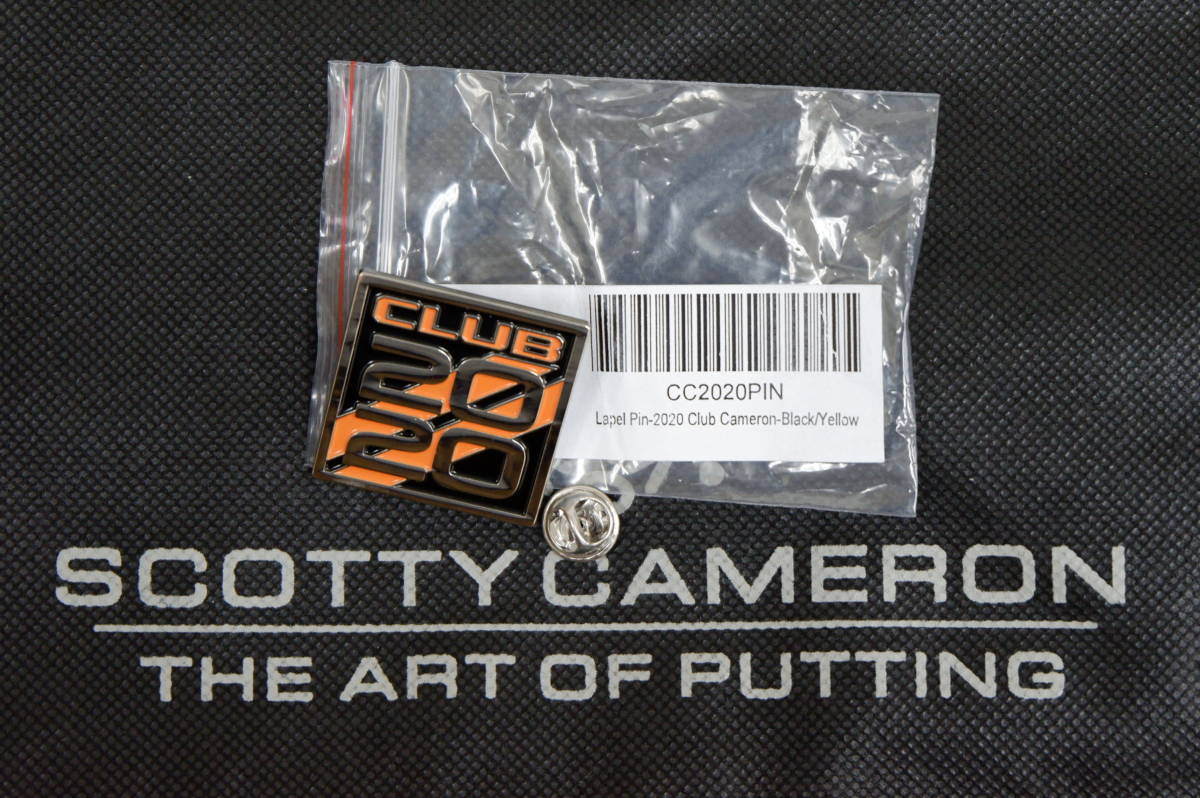 CLUB
20
20
CC2020PIN
Lapel Pin-2020 Club Cameron-Black/Yellow
SCOTTY CAMERON
THE ART OF PUTTING